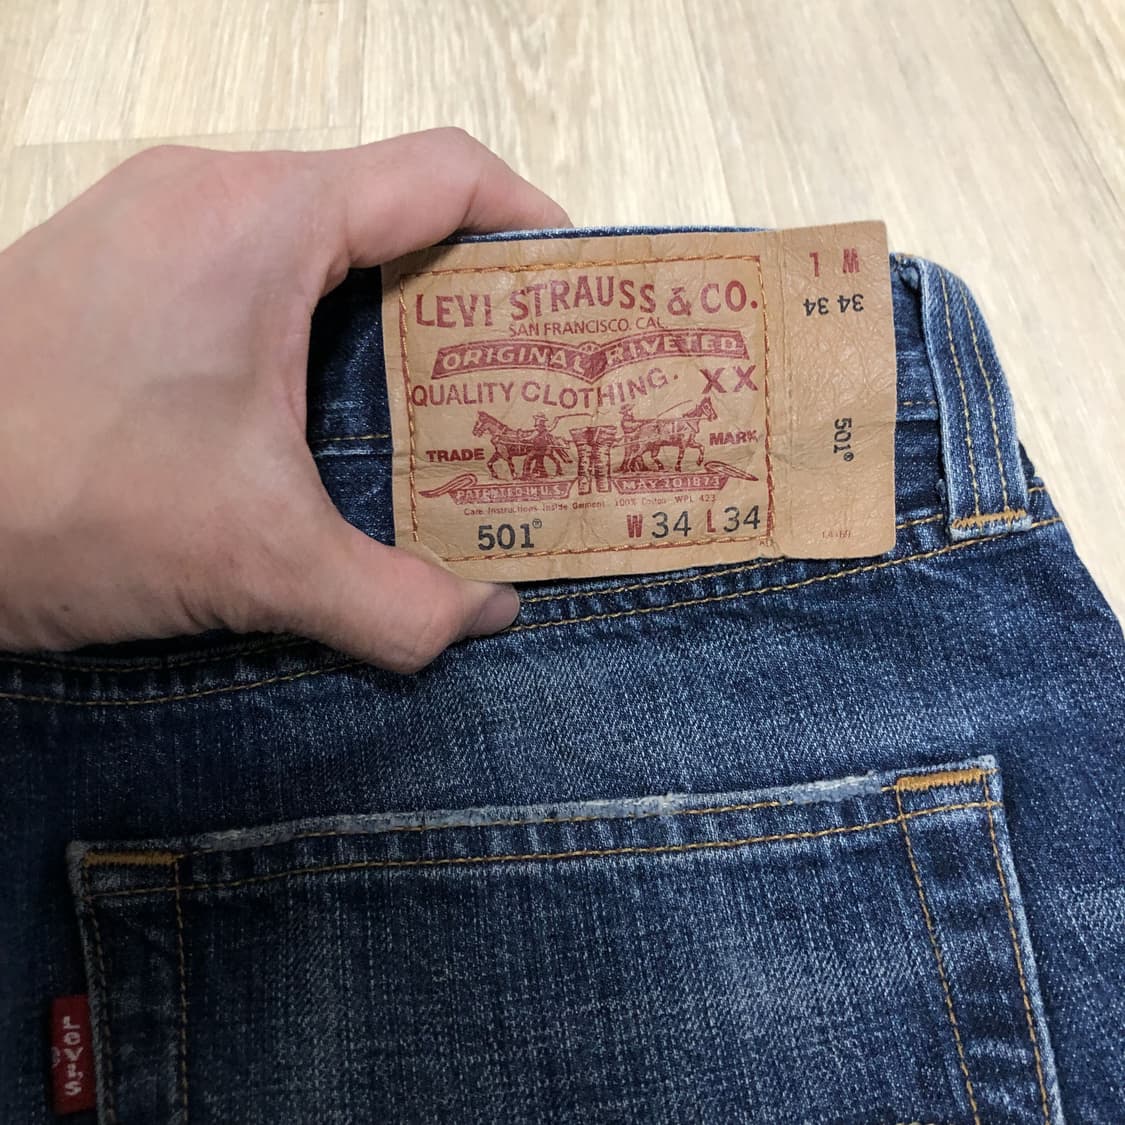 LEVI STRAUSS & CO.
SAN FRANCISCO. CAL.
ORIGINAL RIVETED
QUALITY CLOTHING. XX
TRADE MARK
PATENTED IN U.S. MAY 20 1873
Care Instructions Inside Garment 100% Cotton WPL 423
501® W34 L34
L W
34 34
501®
LEVI'S